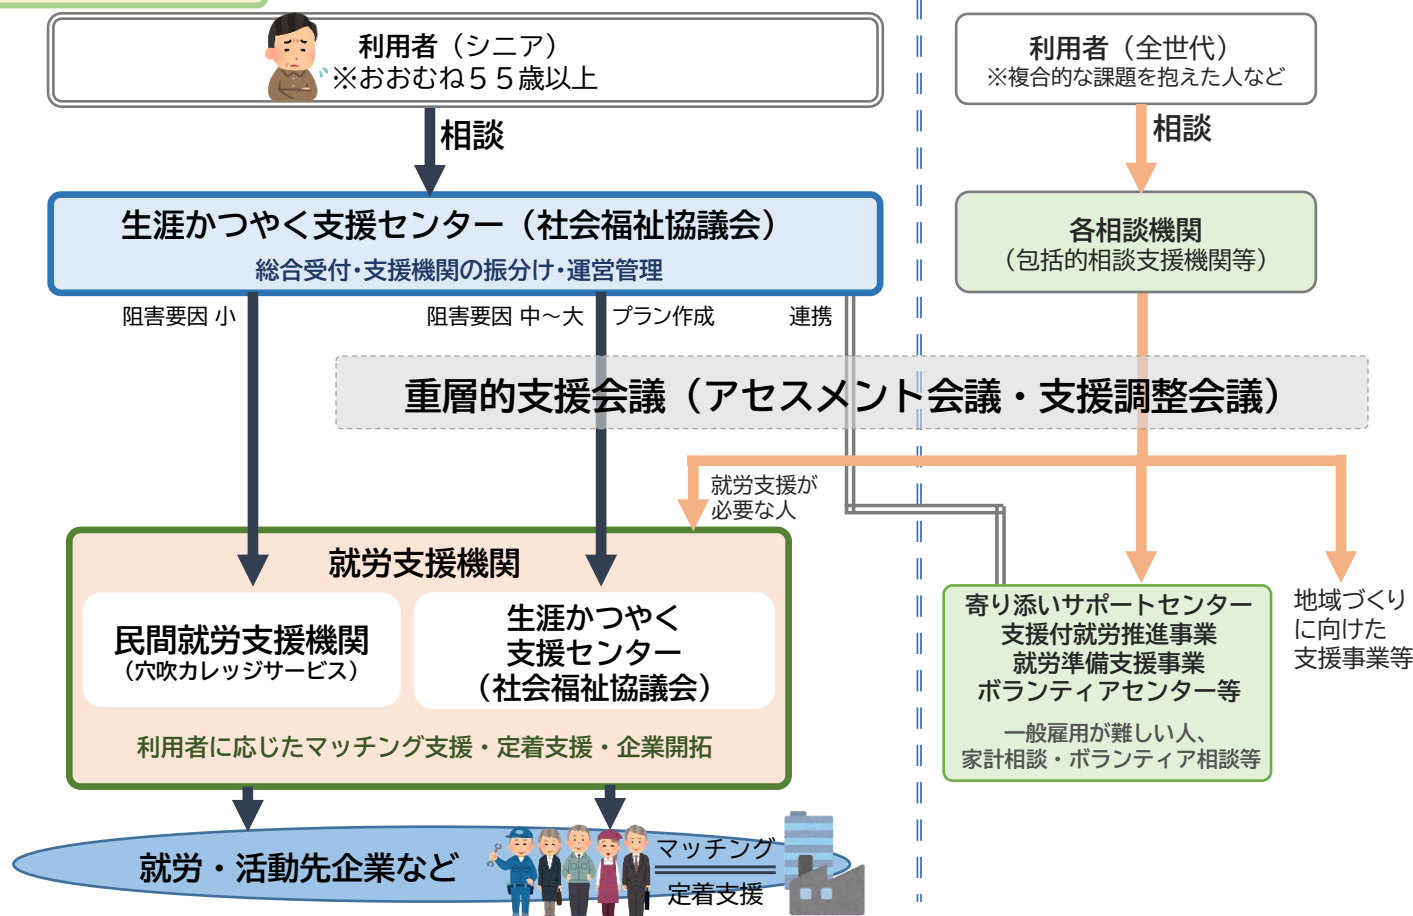 利用者（シニア）
※おおむね５５歳以上
相談
生涯かつやく支援センター（社会福祉協議会）
総合受付・支援機関の振分け・運営管理
阻害要因 小
阻害要因 中～大
プラン作成
連携
利用者（全世代）
※複合的な課題を抱えた人など
相談
各相談機関
（包括的相談支援機関等）
重層的支援会議（アセスメント会議・支援調整会議）
就労支援が
必要な人
就労支援機関
民間就労支援機関
（穴吹カレッジサービス）
生涯かつやく
支援センター
（社会福祉協議会）
利用者に応じたマッチング支援・定着支援・企業開拓
寄り添いサポートセンター
支援付就労推進事業
就労準備支援事業
ボランティアセンター等
一般雇用が難しい人、
家計相談・ボランティア相談等
地域づくり
に向けた
支援事業等
就労・活動先企業など
マッチング
定着支援